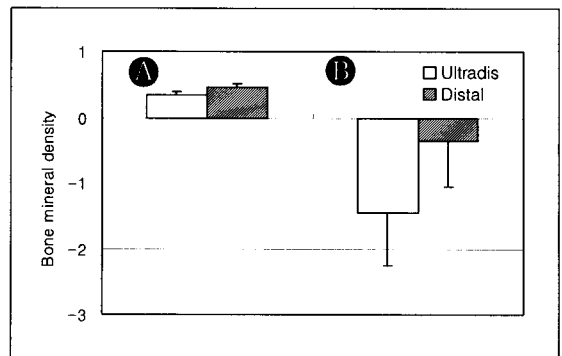 1
A
B
Ultradis
Distal
0
Bone mineral density
−1
−2
−3